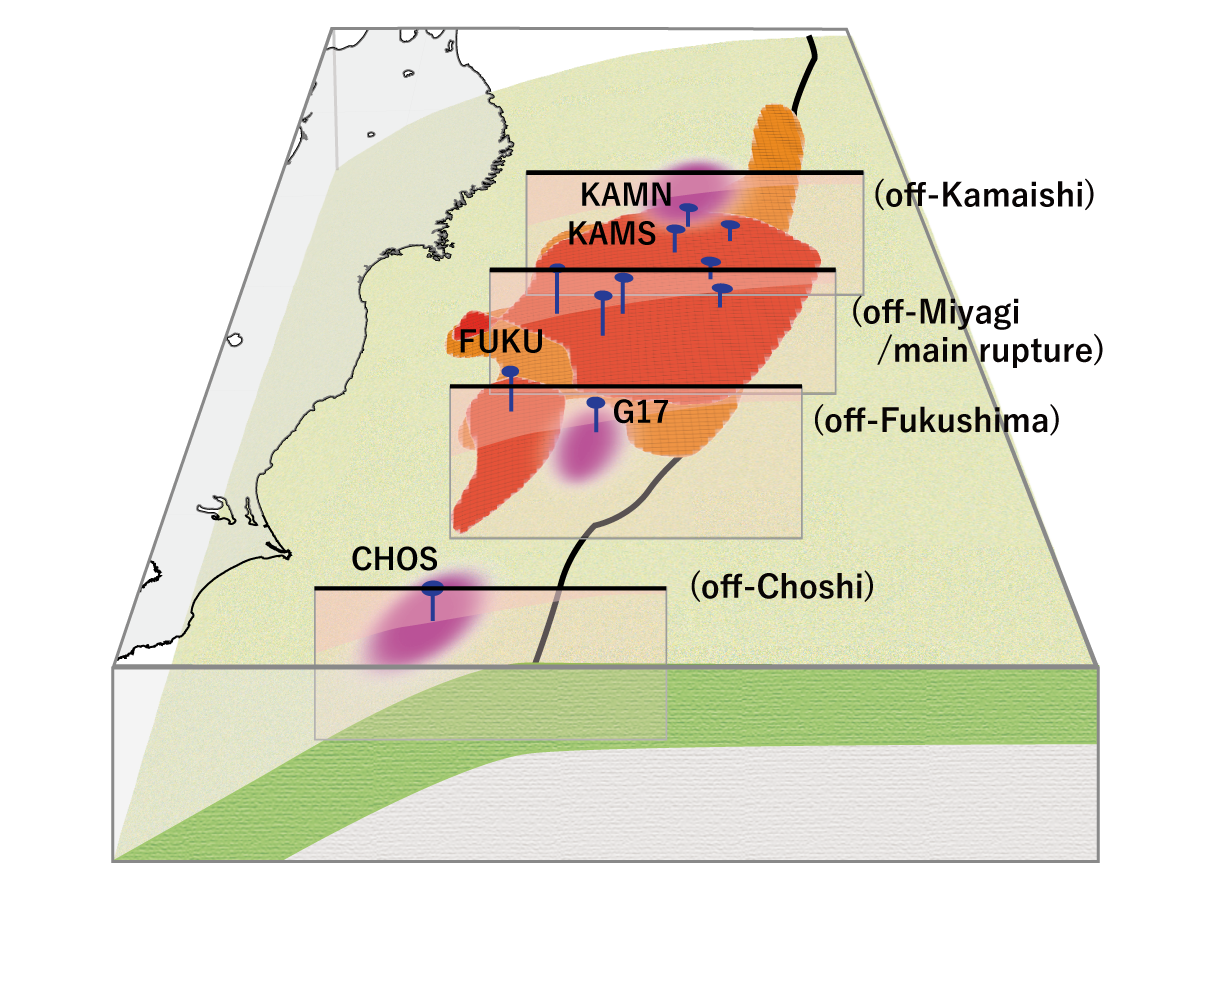 KAMN
(off-Kamaishi)
KAMS
(off-Miyagi
/main rupture)
FUKU
G17
(off-Fukushima)
CHOS
(off-Choshi)